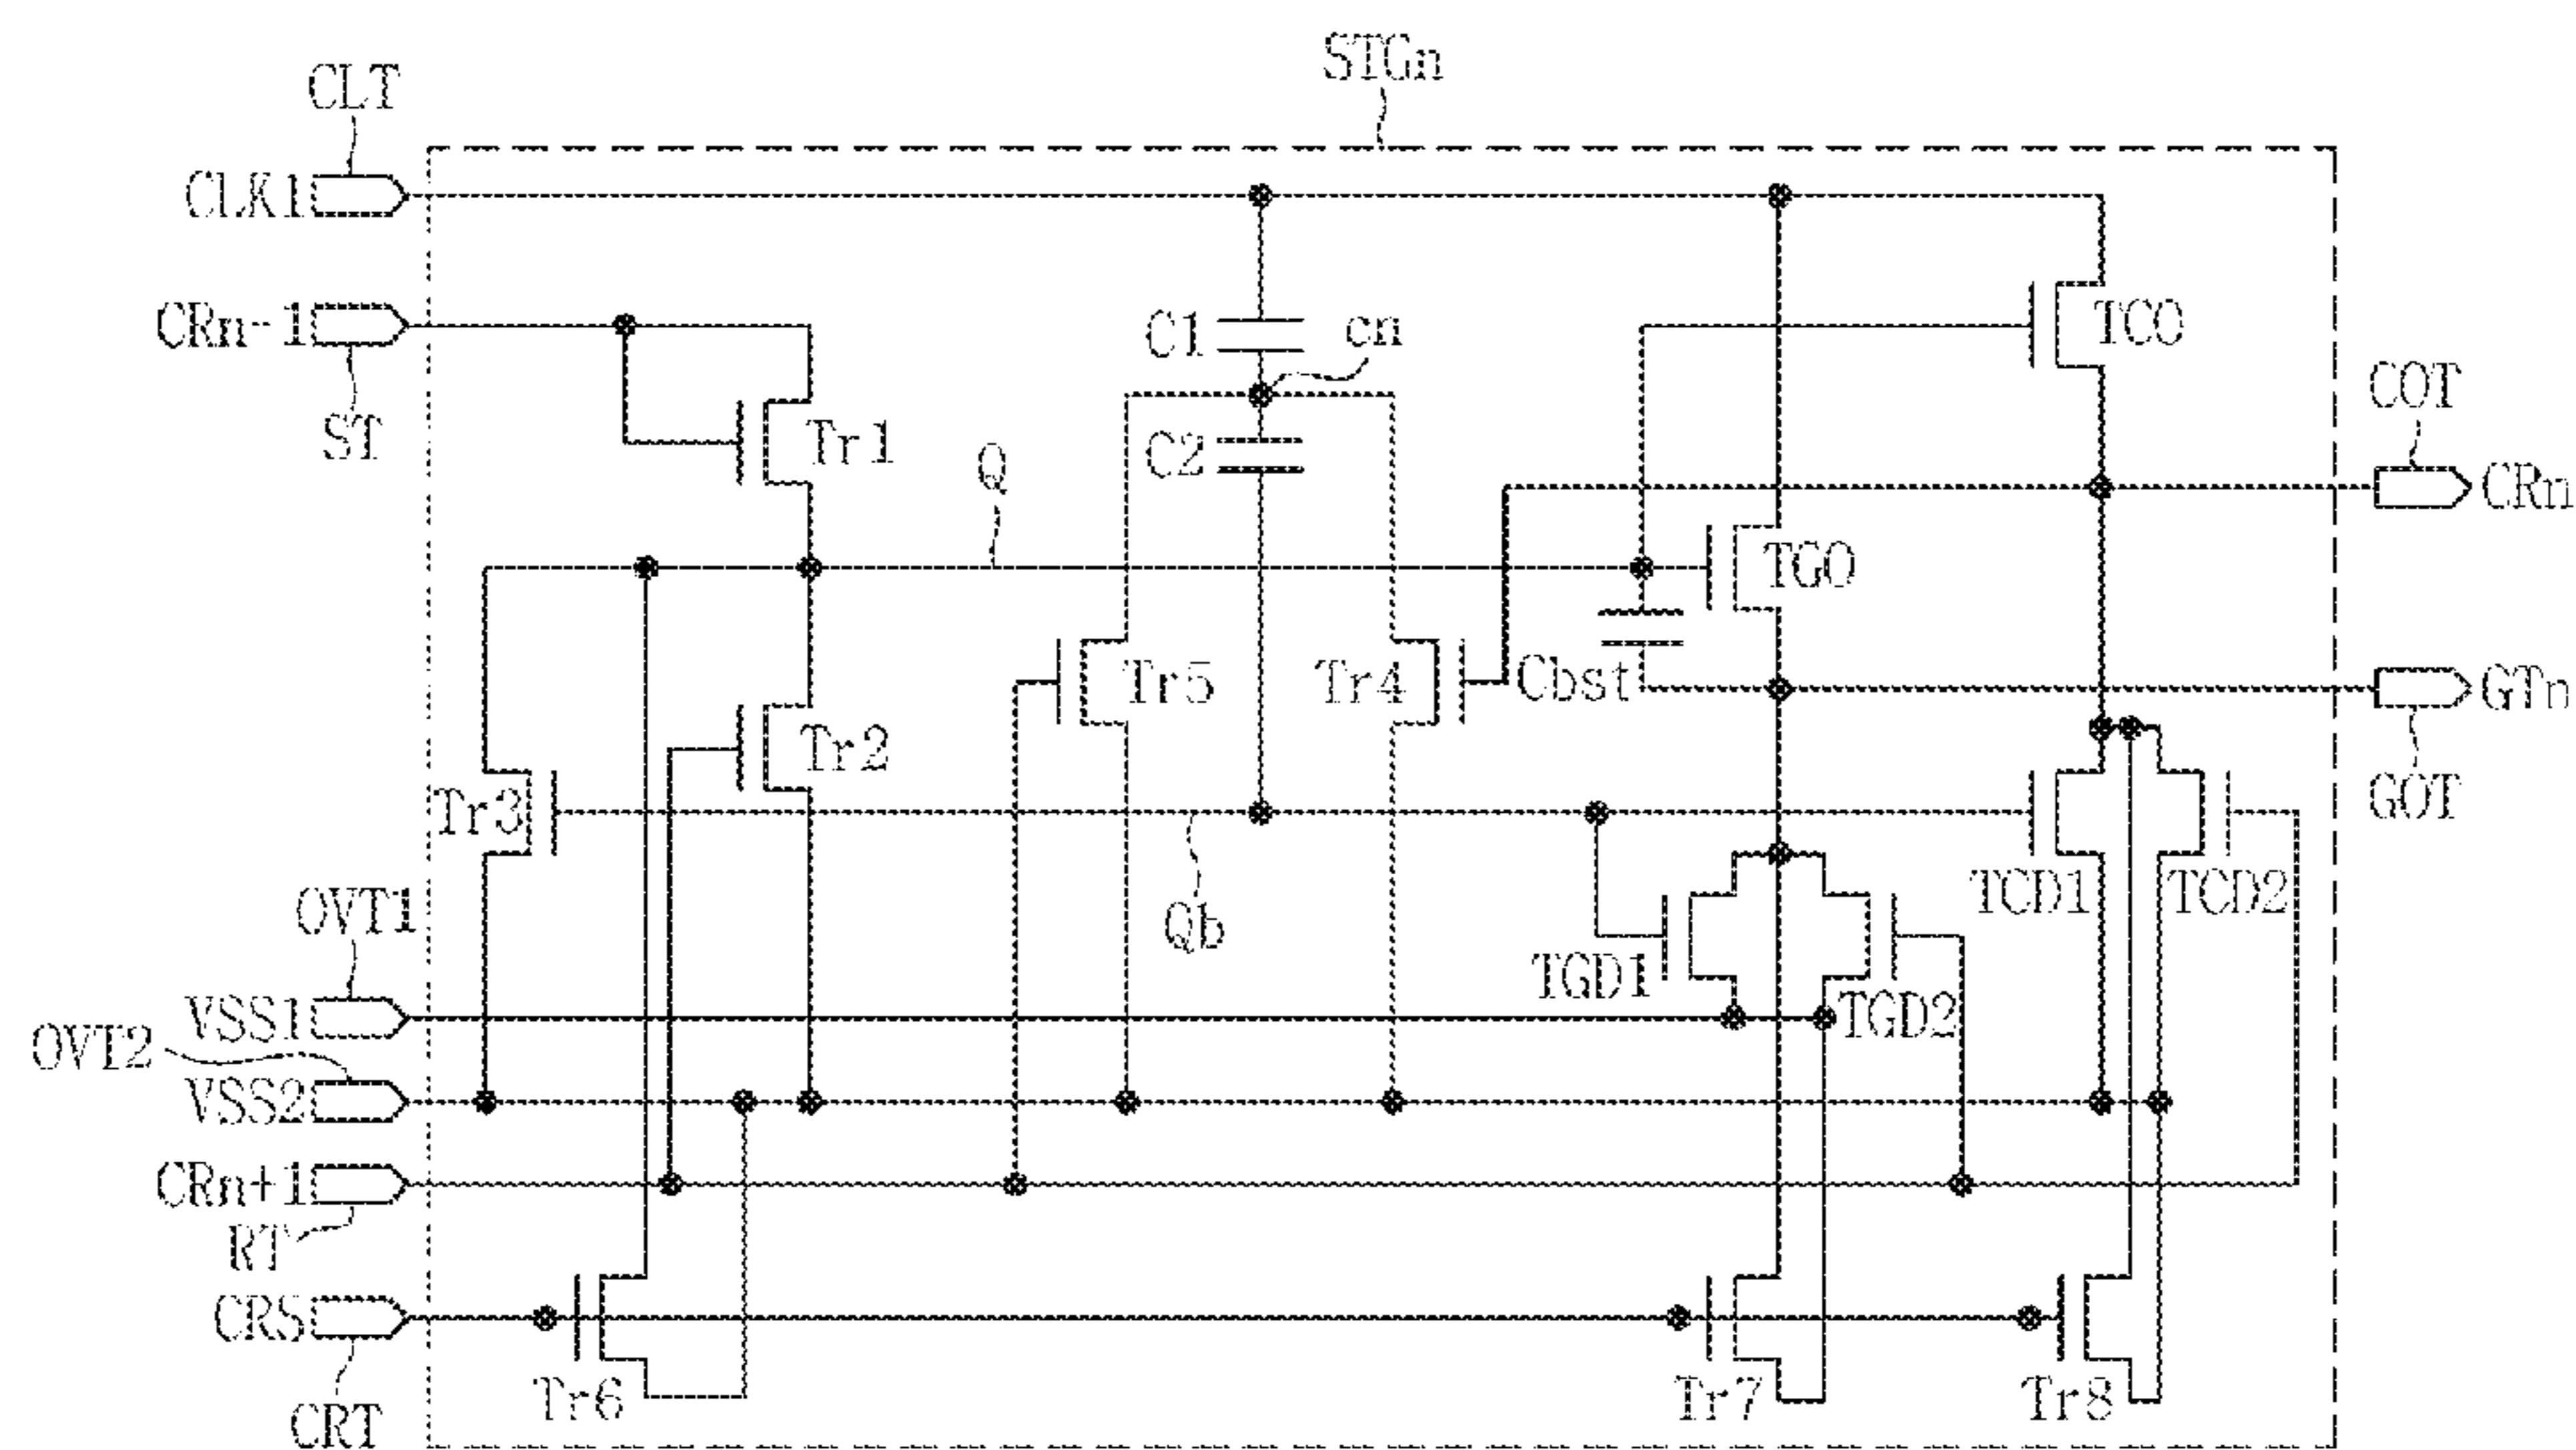 STGn
CLT
CLK1
CRn-1
ST
C1
cn
TCO
COT
Tr1
Q
C2
CRn
TGO
Tr5
Tr4
Cbst
GTn
Tr2
GOT
Tr3
TCD1
TCD2
OVT1
Qb
TGD1
TGD2
VSS1
OVT2
VSS2
CRn+1
RT
CRS
Tr6
Tr7
Tr8
CRT